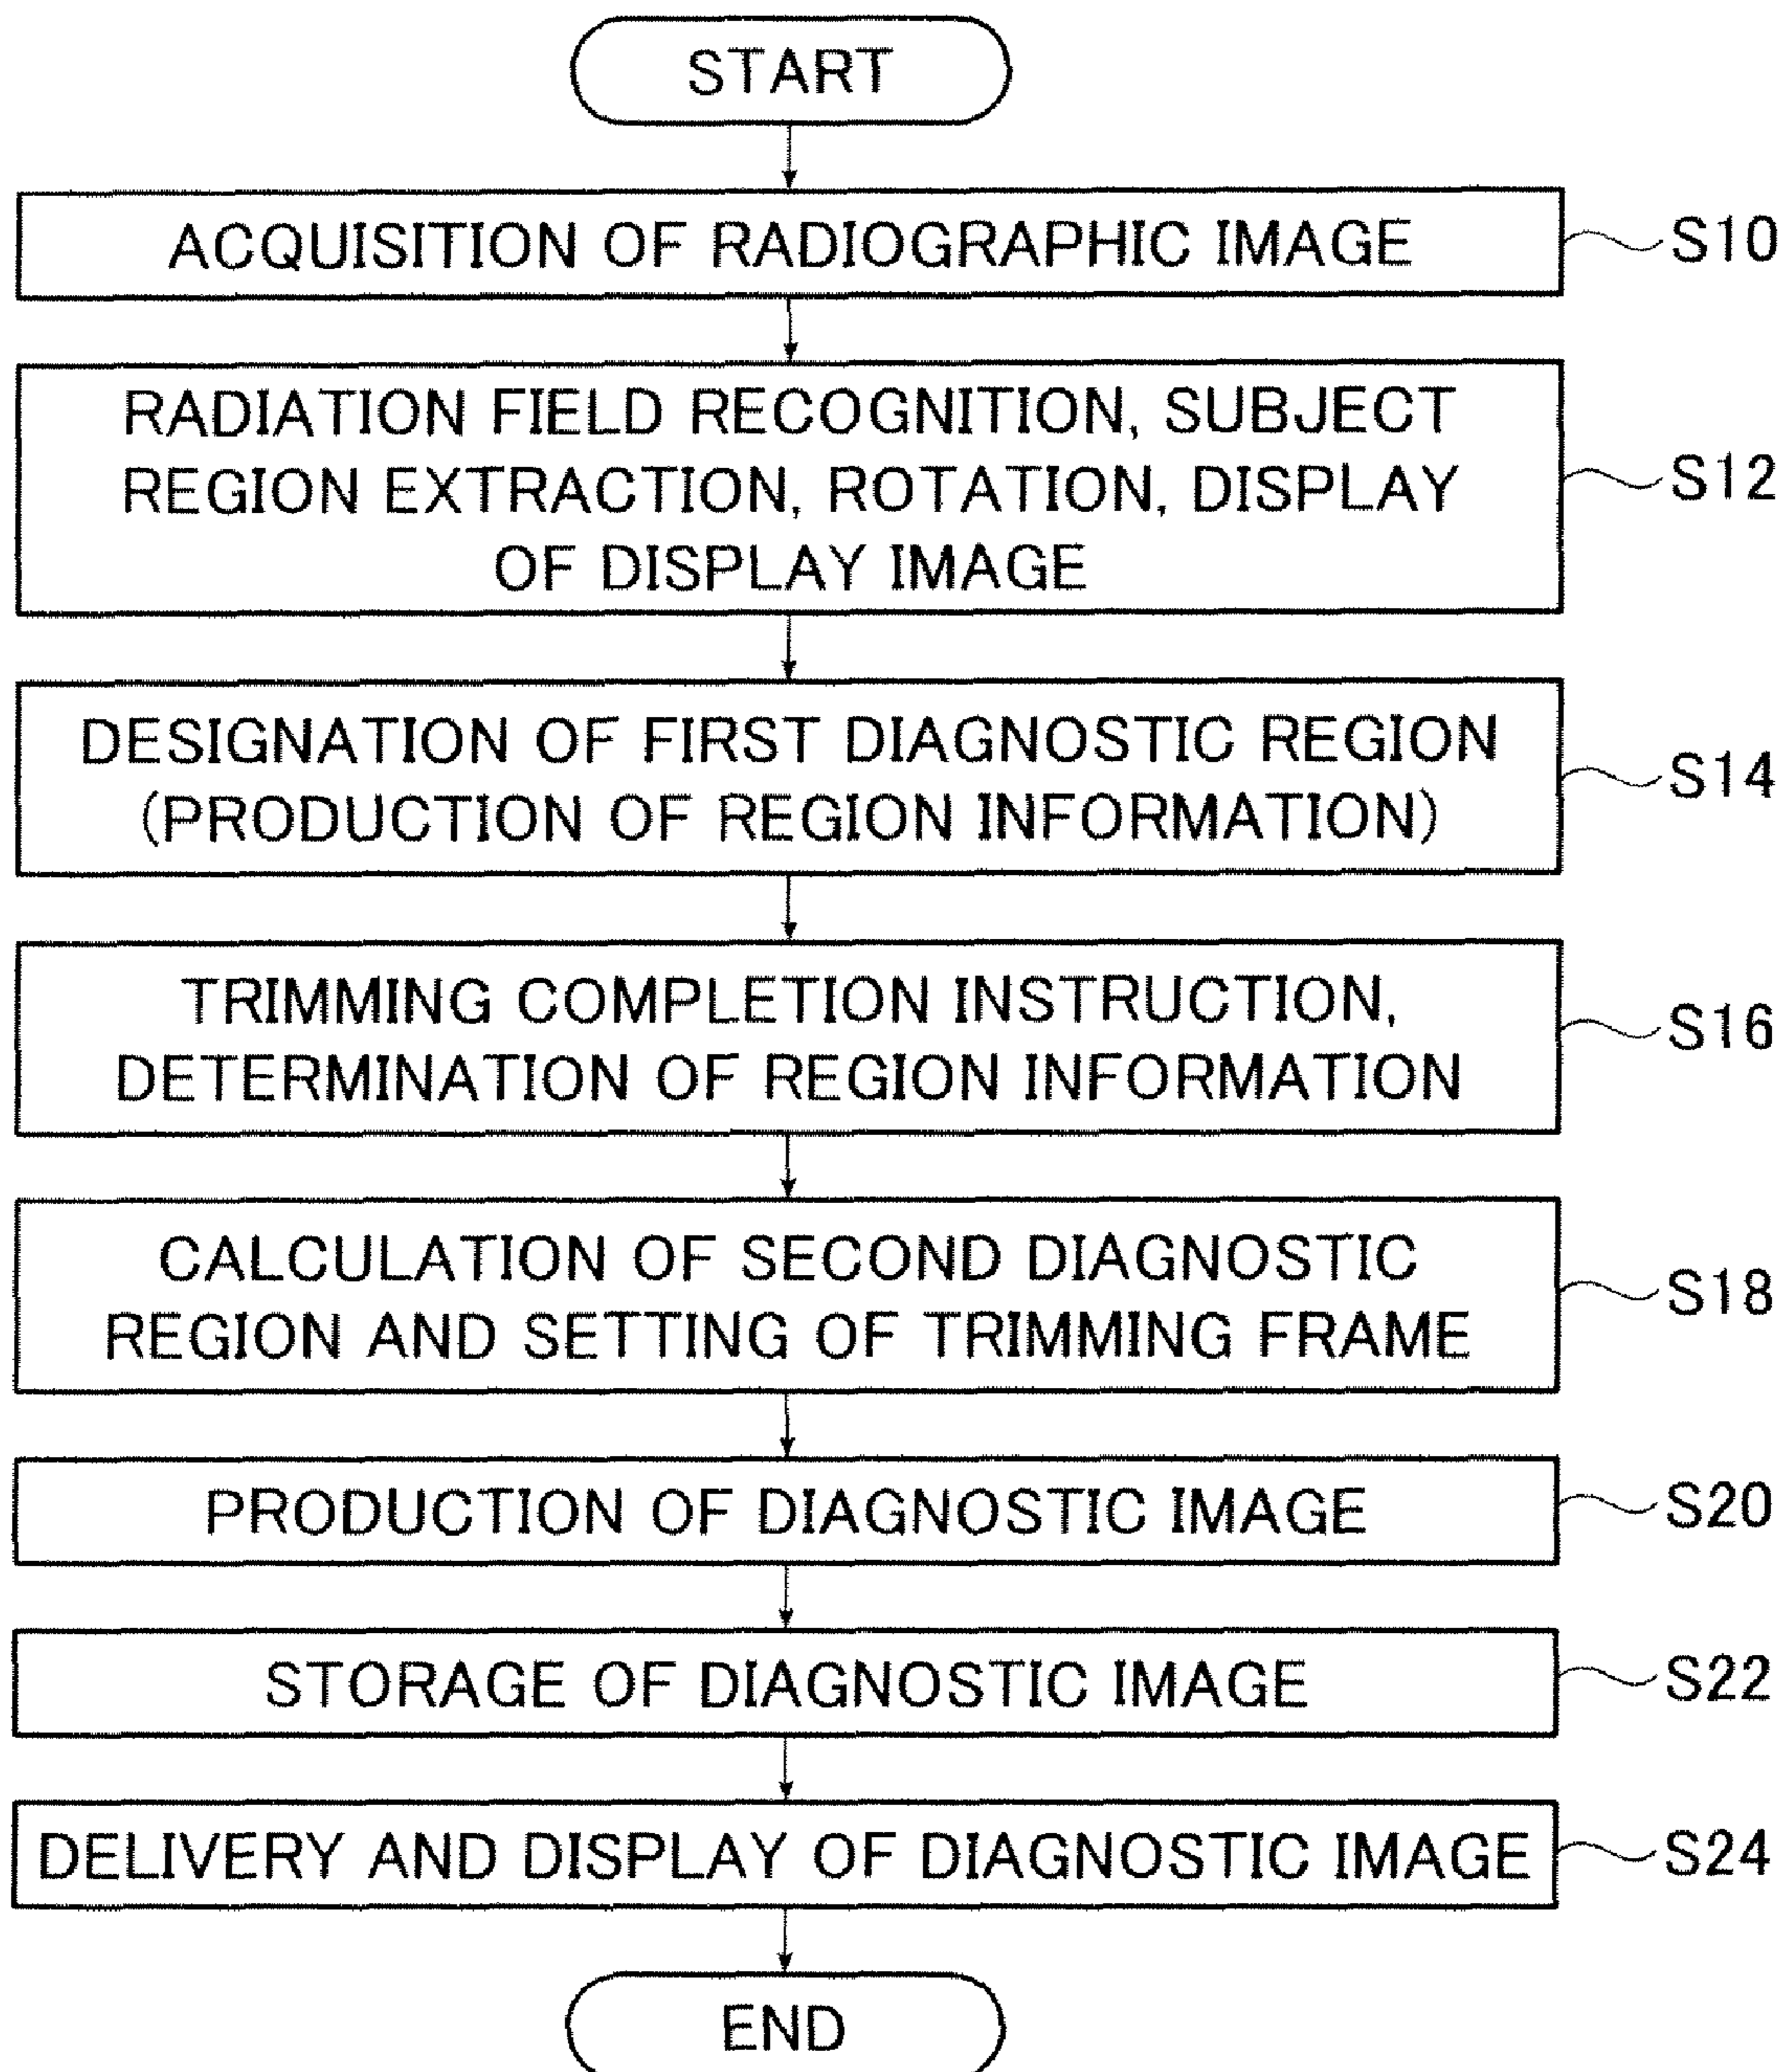 START
ACQUISITION OF RADIOGRAPHIC IMAGE
S10
RADIATION FIELD RECOGNITION, SUBJECT
REGION EXTRACTION, ROTATION, DISPLAY
OF DISPLAY IMAGE
S12
DESIGNATION OF FIRST DIAGNOSTIC REGION
(PRODUCTION OF REGION INFORMATION)
S14
TRIMMING COMPLETION INSTRUCTION,
DETERMINATION OF REGION INFORMATION
S16
CALCULATION OF SECOND DIAGNOSTIC
REGION AND SETTING OF TRIMMING FRAME
S18
PRODUCTION OF DIAGNOSTIC IMAGE
S20
STORAGE OF DIAGNOSTIC IMAGE
S22
DELIVERY AND DISPLAY OF DIAGNOSTIC IMAGE
S24
END